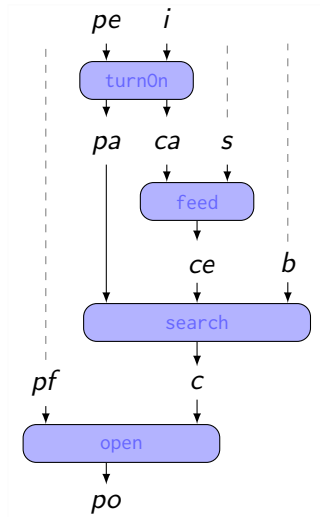 pe i
turnOn
pa ca s
feed
ce b
search
pf c
open
po